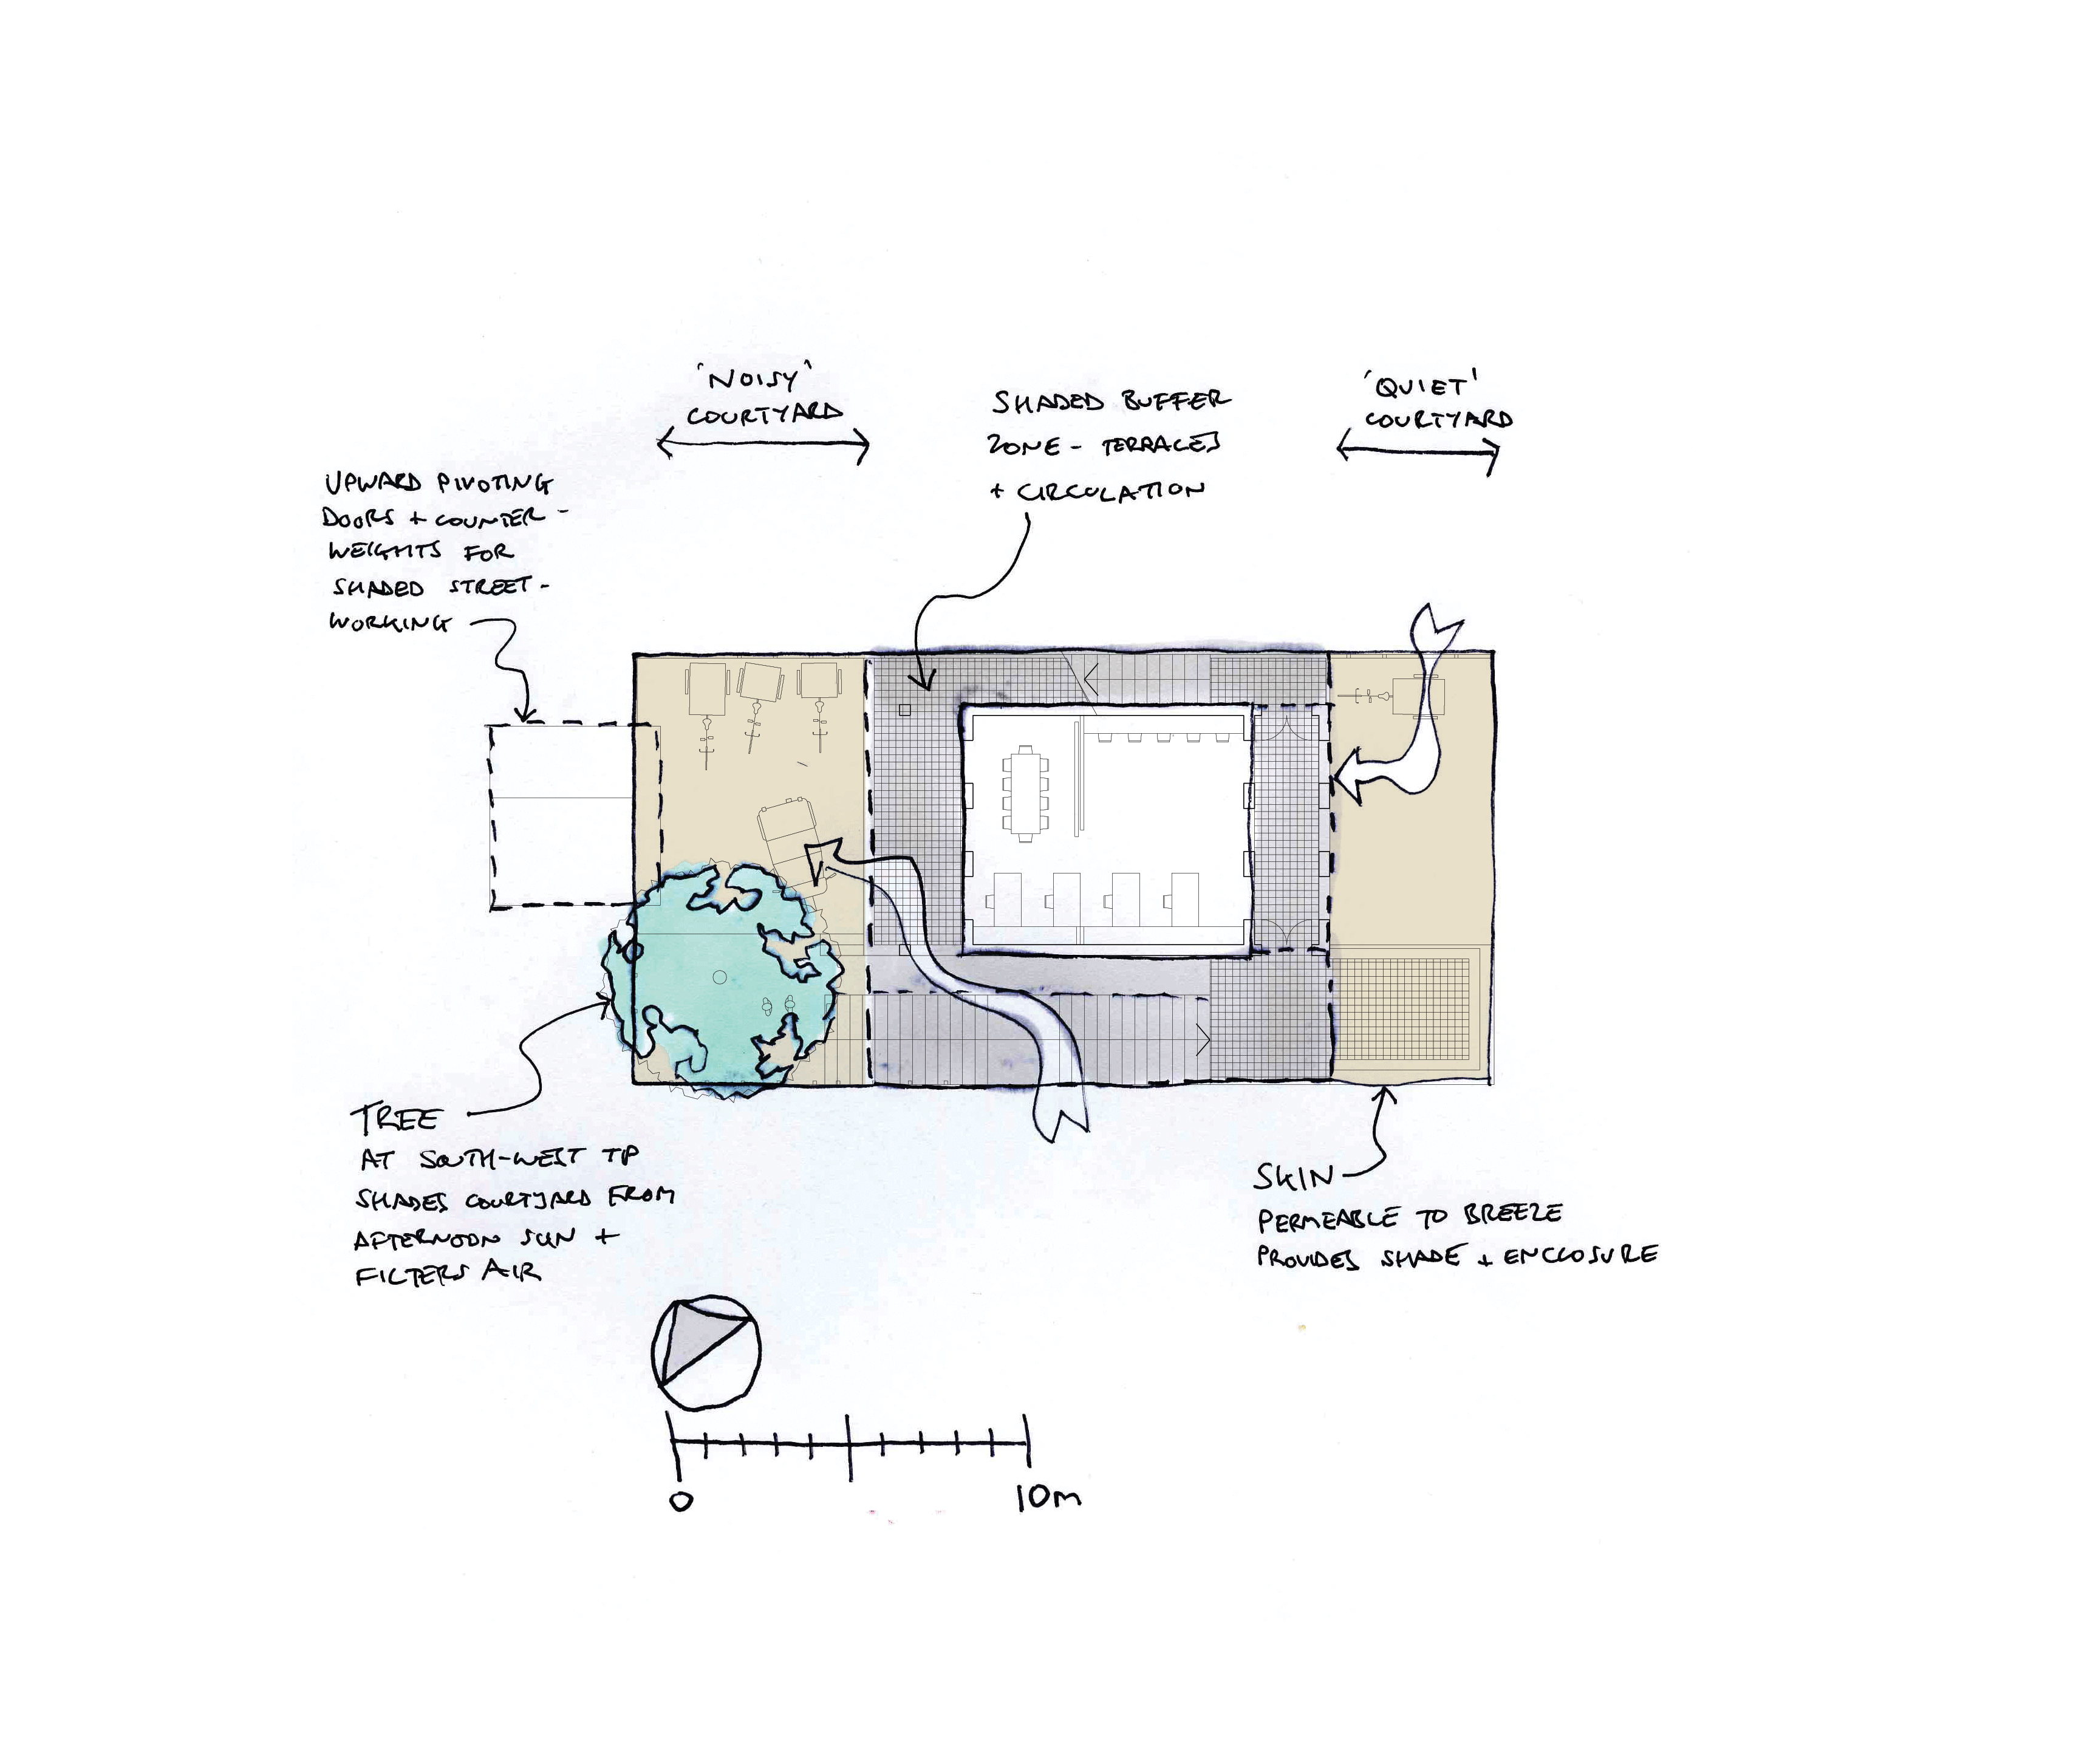 'NOISY'
COURTYARD
SHADED BUFFER
ZONE - TERRACES
+ CIRCULATION
'QUIET'
COURTYARD
UPWARD PIVOTING
DOORS + COUNTER-
WEIGHTS FOR
SHADED STREET-
WORKING
TREE
AT SOUTH-WEST TIP
SHADES COURTYARD FROM
AFTERNOON SUN +
FILTERS AIR
SKIN
PERMEABLE TO BREEZE
PROVIDES SHADE + ENCLOSURE
0
10m